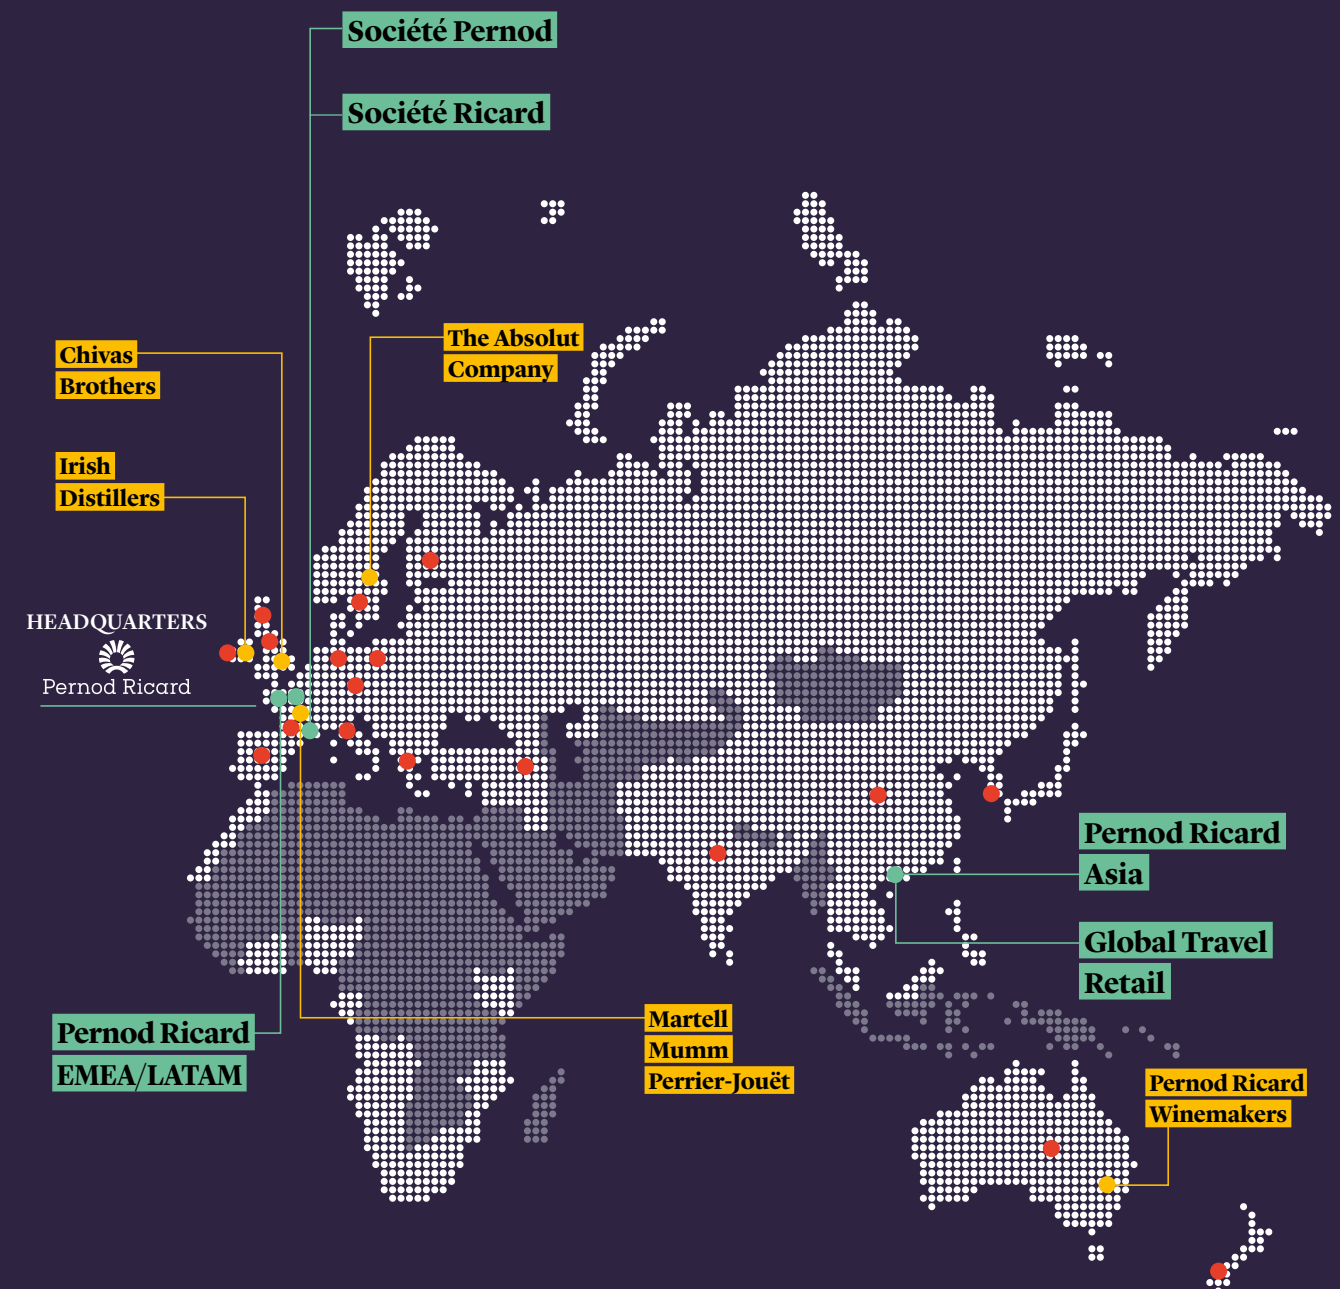 Société Pernod
Société Ricard
The Absolut
Company
Chivas
Brothers
Irish
Distillers
HEADQUARTERS
Pernod Ricard
Pernod Ricard
Asia
Global Travel
Retail
Pernod Ricard
EMEA/LATAM
Martell
Mumm
Perrier-Jouët
Pernod Ricard
Winemakers